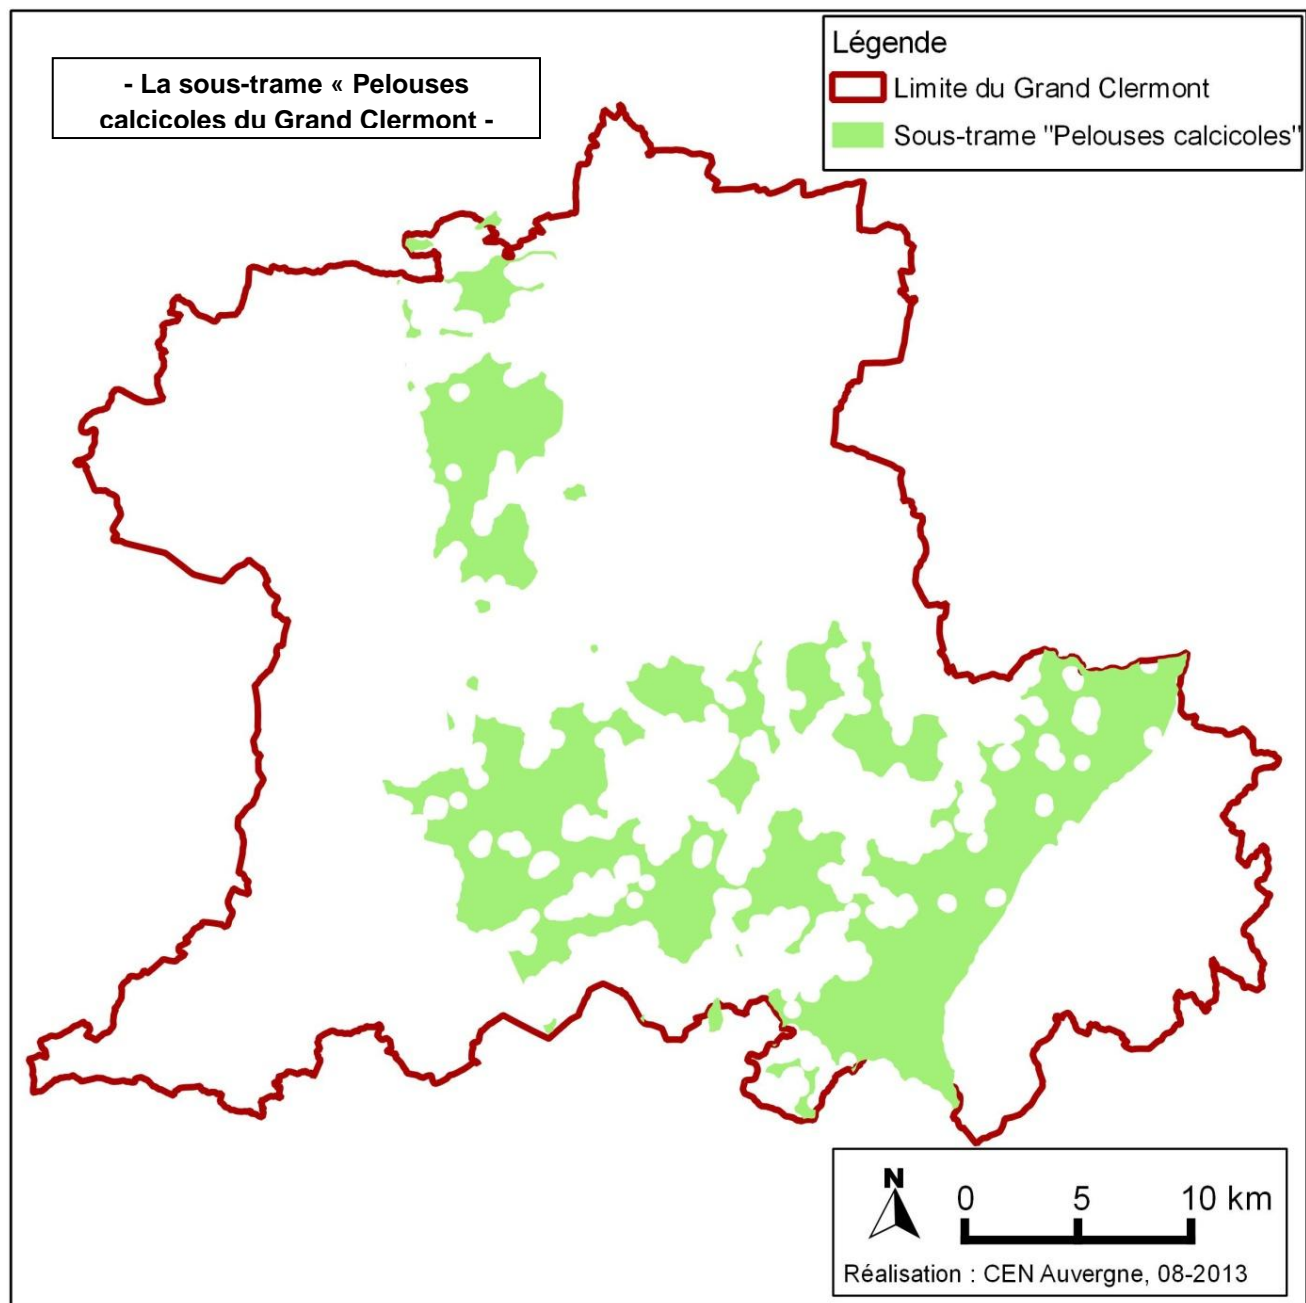 - La sous-trame « Pelouses
calcicoles du Grand Clermont -
Légende
Limite du Grand Clermont
Sous-trame "Pelouses calcicoles"
N
0 5 10 km
Réalisation : CEN Auvergne, 08-2013